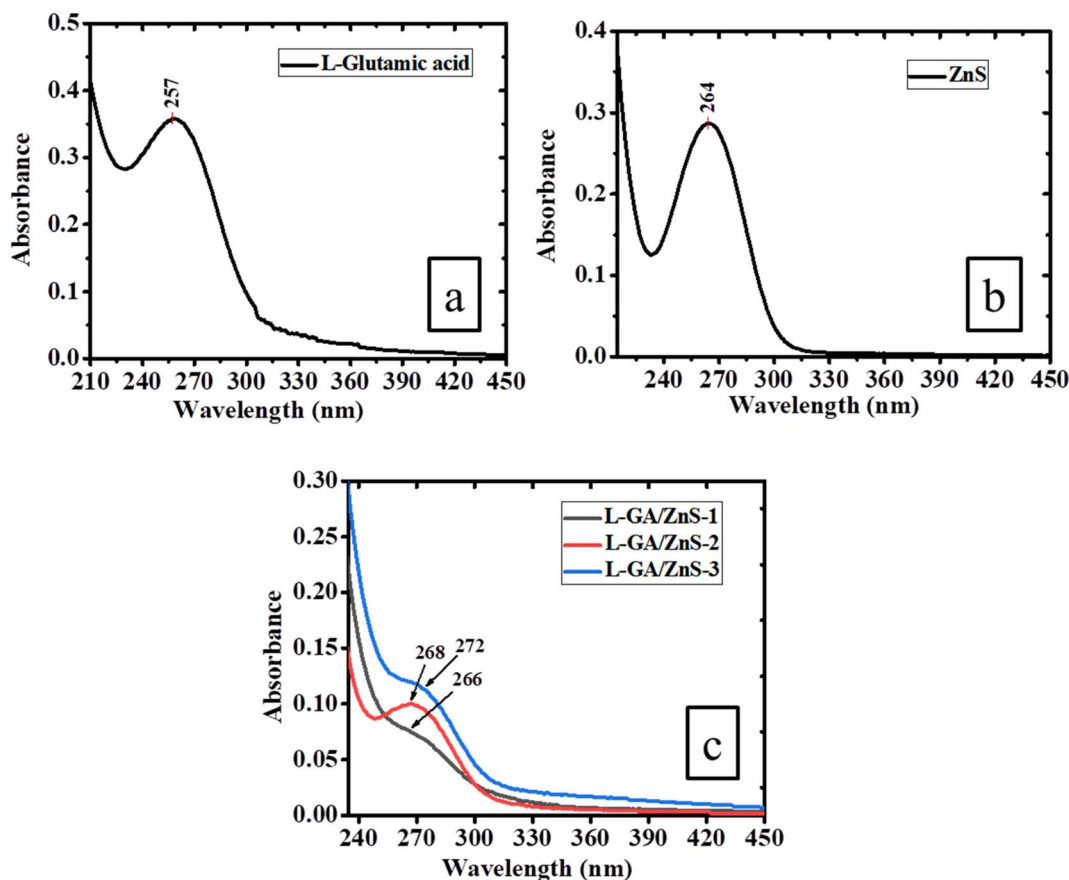 0.5
0.4
0.3
0.2
0.1
0.0
Absorbance
257
L-Glutamic acid
a
210 240 270 300 330 360 390 420 450
Wavelength (nm)
0.4
0.3
0.2
0.1
0.0
Absorbance
264
ZnS
b
240 270 300 330 360 390 420 450
Wavelength (nm)
0.30
0.25
0.20
0.15
0.10
0.05
0.00
Absorbance
L-GA/ZnS-1
L-GA/ZnS-2
L-GA/ZnS-3
268 272
266
c
240 270 300 330 360 390 420 450
Wavelength (nm)